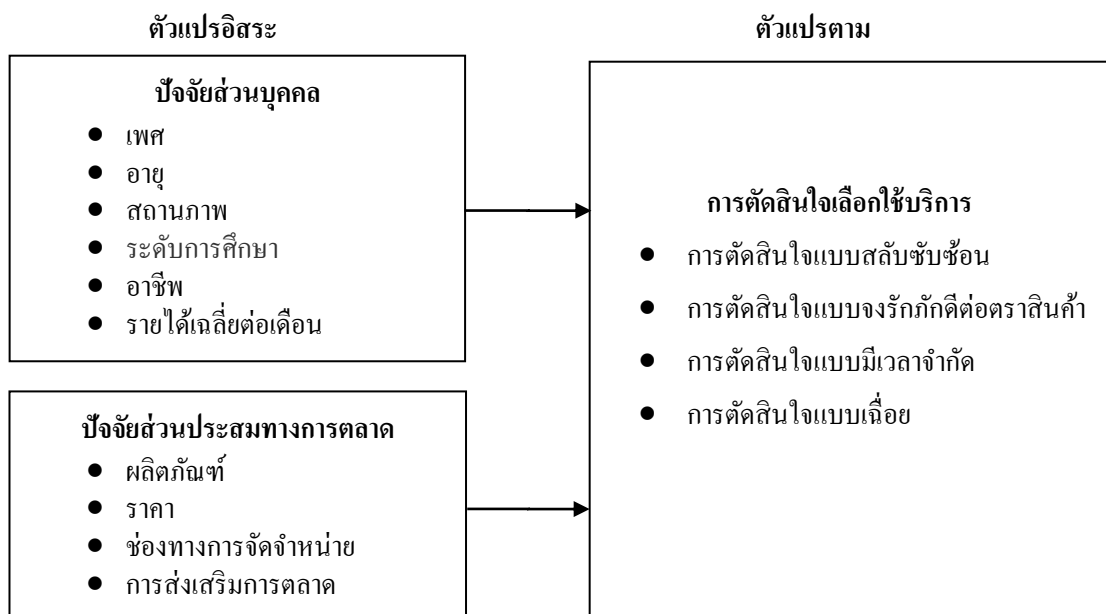 ตัวแปรอิสระ
ปัจจัยส่วนบุคคล
● เพศ
● อายุ
● สถานภาพ
● ระดับการศึกษา
● อาชีพ
● รายได้เฉลี่ยต่อเดือน
ปัจจัยส่วนประสมทางการตลาด
● ผลิตภัณฑ์
● ราคา
● ช่องทางการจัดจำหน่าย
● การส่งเสริมการตลาด
ตัวแปรตาม
การตัดสินใจเลือกใช้บริการ
● การตัดสินใจแบบสลับซับซ้อน
● การตัดสินใจแบบจงรักภักดีต่อตราสินค้า
● การตัดสินใจแบบมีเวลาจำกัด
● การตัดสินใจแบบเฉื่อย